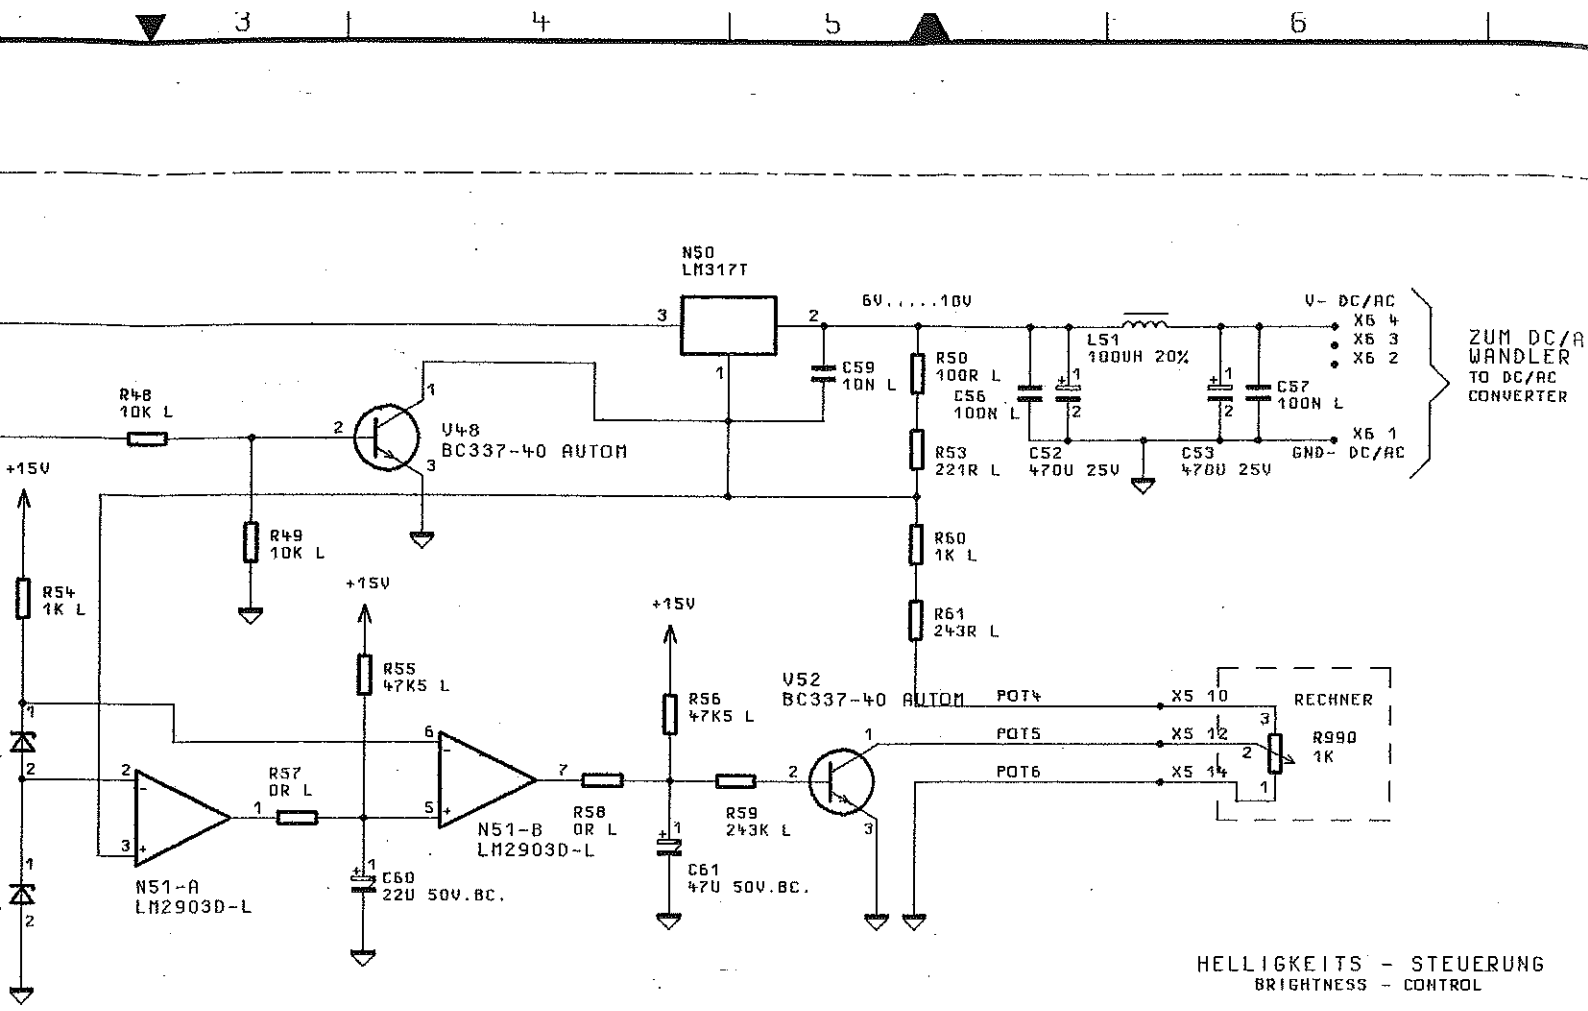 3 4 5 6
N50
LM317T
6V.....18V
V- DC/AC
X6 4
X6 3
X6 2
ZUM DC/A
WANDLER
TO DC/AC
CONVERTER
3
2
1
L51
100UH 20%
C59
10N L
R50
100R L
C56
100N L
+1
2
+1
2
C57
100N L
R48
10K L
1
2
V48
BC337-40 AUTOM
3
R53
221R L
C52
470U 25V
C53
470U 25V
X6 1
GND- DC/AC
+15V
R49
10K L
R60
1K L
R54
1K L
+15V
+15V
R61
243R L
R55
47K5 L
R56
47K5 L
V52
BC337-40 AUTOM
POT4
X5 10
RECHNER
3
POT5
X5 12
2
R990
1K
POT6
X5 14
1
1
2
1
2
2
-
3
+
1
R57
0R L
6
-
5
+
7
R58
0R L
R59
243K L
2
1
3
N51-A
LM2903D-L
N51-B
LM2903D-L
+1
2
C60
22U 50V.BC.
+1
2
C61
47U 50V.BC.
HELLIGKEITS - STEUERUNG
BRIGHTNESS - CONTROL